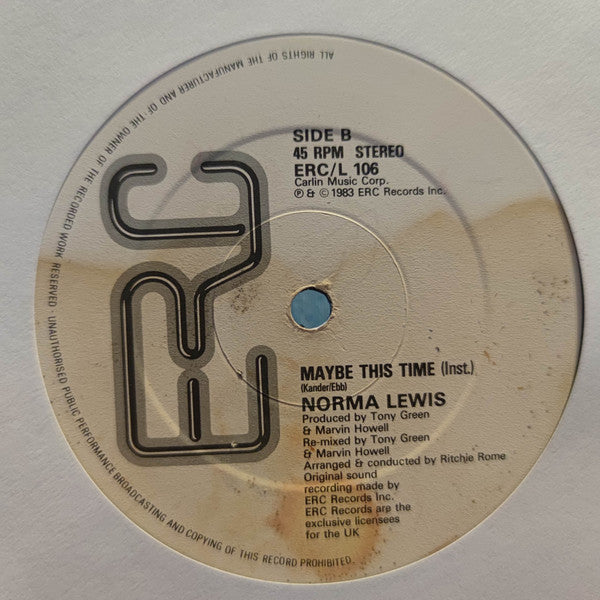 ALL RIGHTS OF THE MANUFACTURER AND OF THE OWNER OF THE RECORDED WORK RESERVED. UNAUTHORISED PUBLIC PERFORMANCE BROADCASTING AND COPYING OF THIS RECORD PROHIBITED.
ERC
SIDE B
45 RPM STEREO
ERC/L 106
Carlin Music Corp.
℗ & © 1983 ERC Records Inc.
MAYBE THIS TIME (Inst.)
(Kander/Ebb)
NORMA LEWIS
Produced by Tony Green
& Marvin Howell
Re-mixed by Tony Green
& Marvin Howell
Arranged & conducted by Ritchie Rome
Original sound
recording made by
ERC Records Inc.
ERC Records are the
exclusive licensees
for the UK